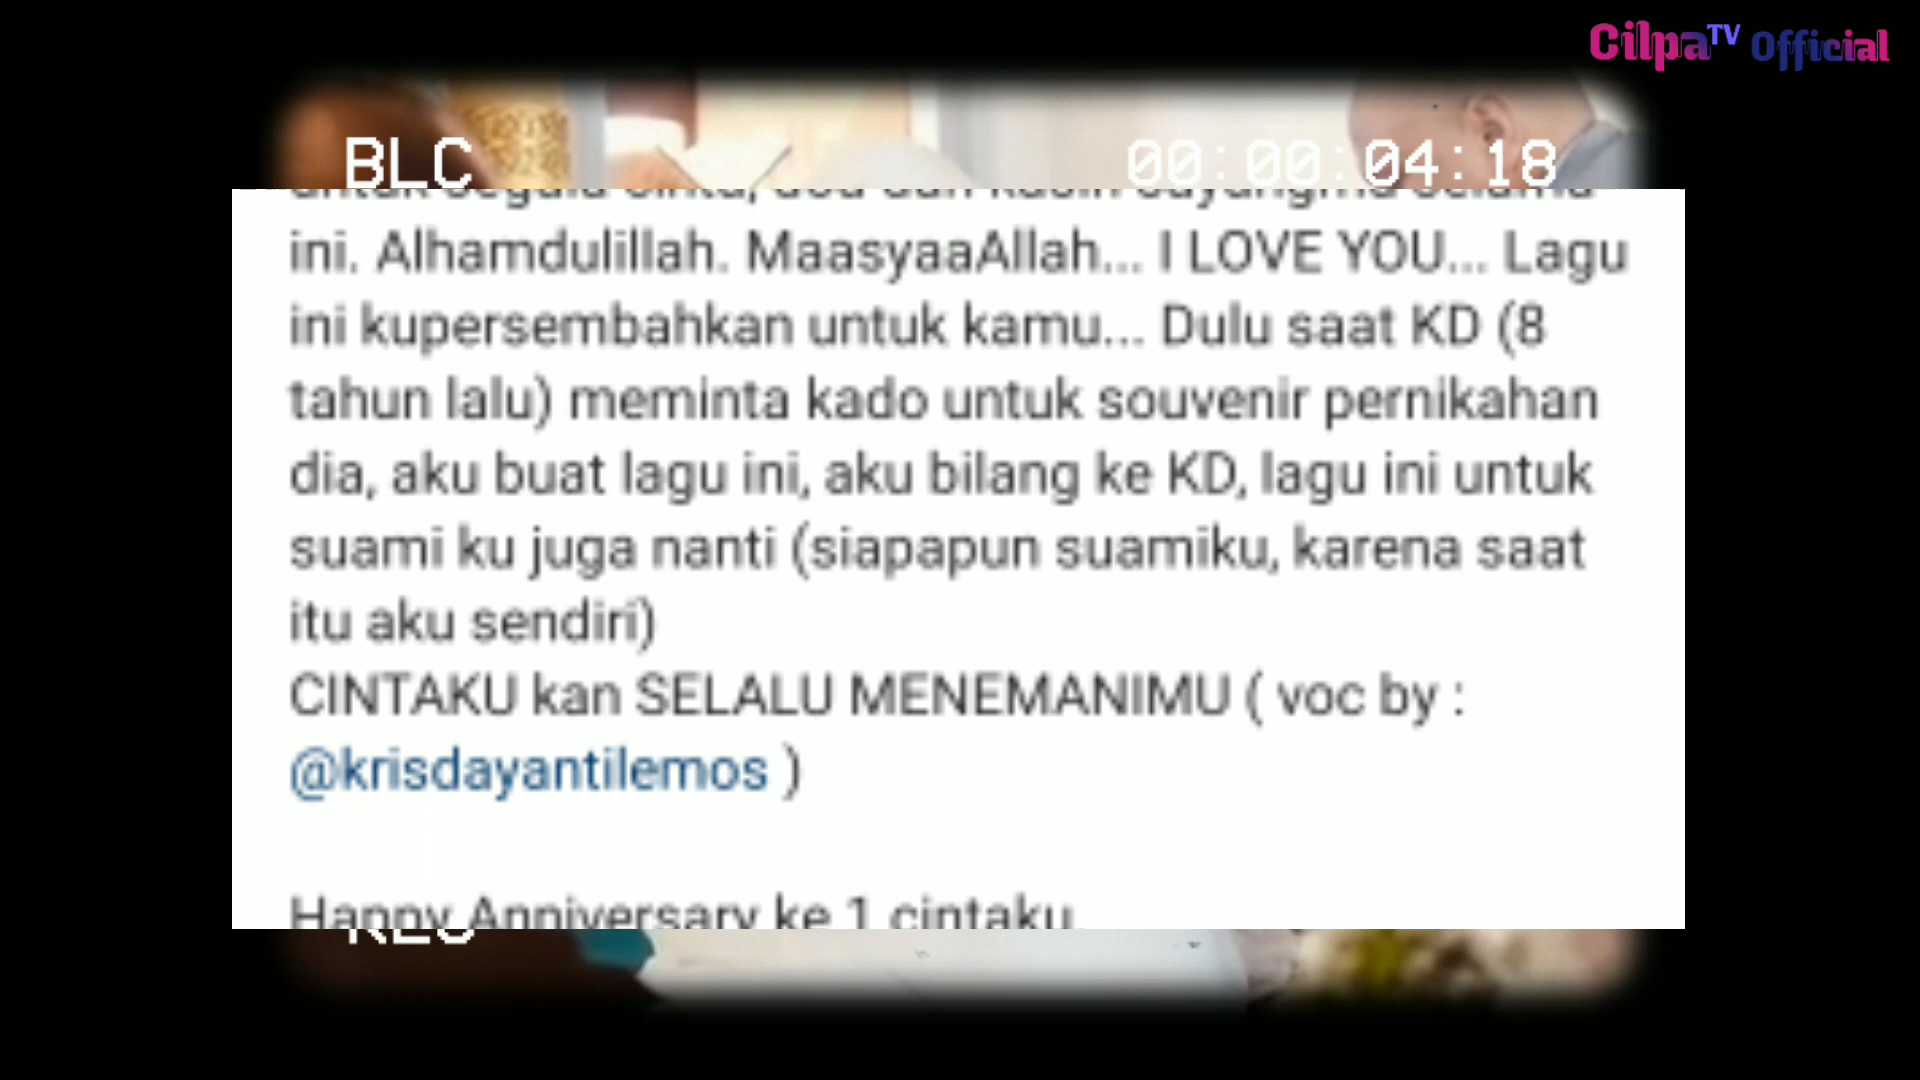 CilpaTV Official
BLC 00:00:04:18
ini. Alhamdulillah. MaasyaaAllah... I LOVE YOU... Lagu
ini kupersembahkan untuk kamu... Dulu saat KD (8
tahun lalu) meminta kado untuk souvenir pernikahan
dia, aku buat lagu ini, aku bilang ke KD, lagu ini untuk
suami ku juga nanti (siapapun suamiku, karena saat
itu aku sendiri)
CINTAKU kan SELALU MENEMANIMU ( voc by :
@krisdayantilemos )
Happy Anniversary ke 1 cintaku.